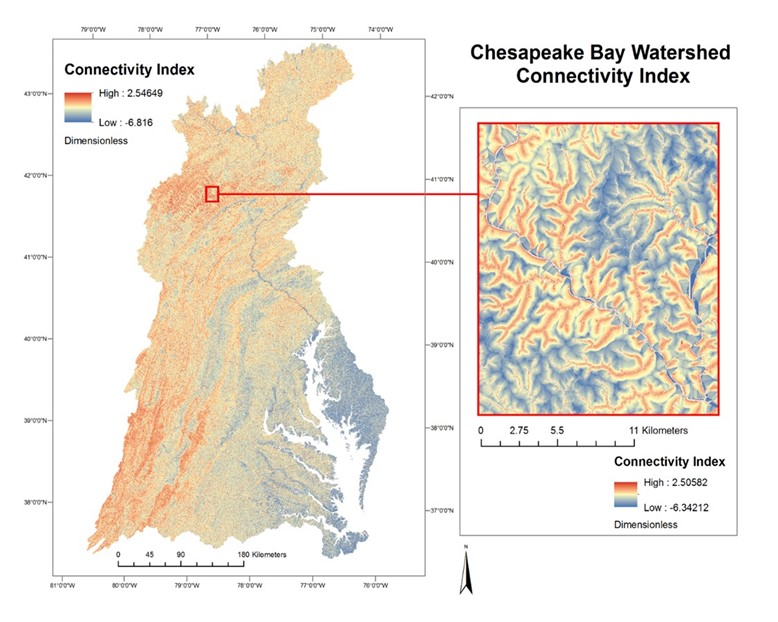 79°0'0"W 78°0'0"W 77°0'0"W 76°0'0"W 75°0'0"W 74°0'0"W
Chesapeake Bay Watershed
Connectivity Index
Connectivity Index
High : 2.54649
Low : -6.816
Dimensionless
43°0'0"N
42°0'0"N
41°0'0"N
40°0'0"N
39°0'0"N
38°0'0"N
42°0'0"N
41°0'0"N
40°0'0"N
39°0'0"N
38°0'0"N
37°0'0"N
0 45 90 180 Kilometers
81°0'0"W 80°0'0"W 79°0'0"W 78°0'0"W 77°0'0"W 76°0'0"W
0 2.75 5.5 11 Kilometers
Connectivity Index
High : 2.50582
Low : -6.34212
Dimensionless
N